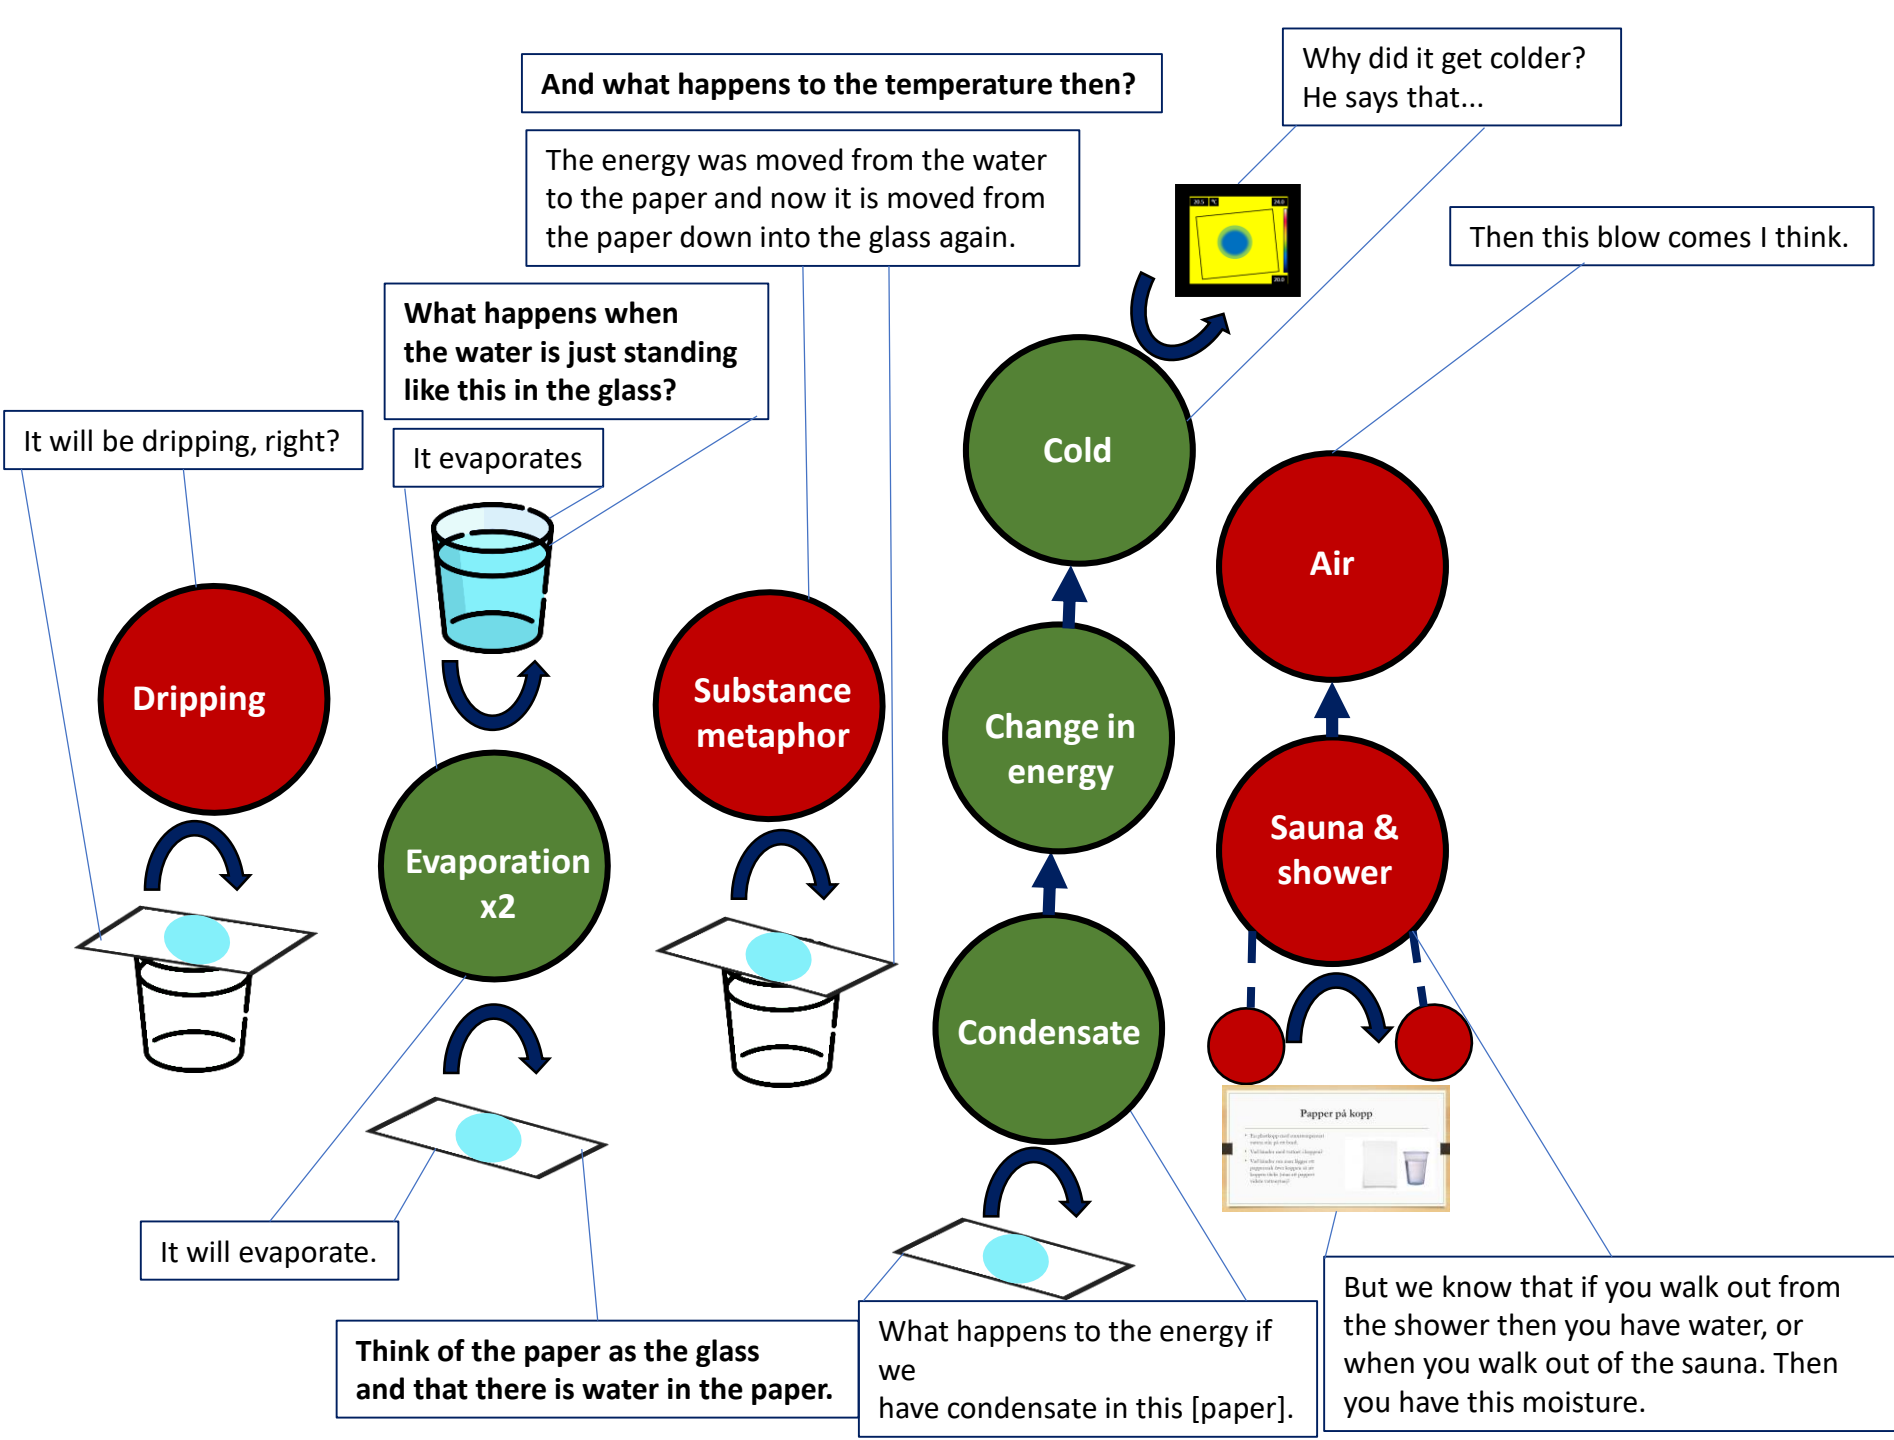 Why did it get colder?
He says that...
And what happens to the temperature then?
The energy was moved from the water
to the paper and now it is moved from
the paper down into the glass again.
Then this blow comes I think.
What happens when
the water is just standing
like this in the glass?
It will be dripping, right?
It evaporates
Cold
Air
Dripping
Substance
metaphor
Change in
energy
Evaporation
x2
Sauna &
shower
Condensate
Papper på kopp
It will evaporate.
Think of the paper as the glass
and that there is water in the paper.
What happens to the energy if
we
have condensate in this [paper].
But we know that if you walk out from
the shower then you have water, or
when you walk out of the sauna. Then
you have this moisture.